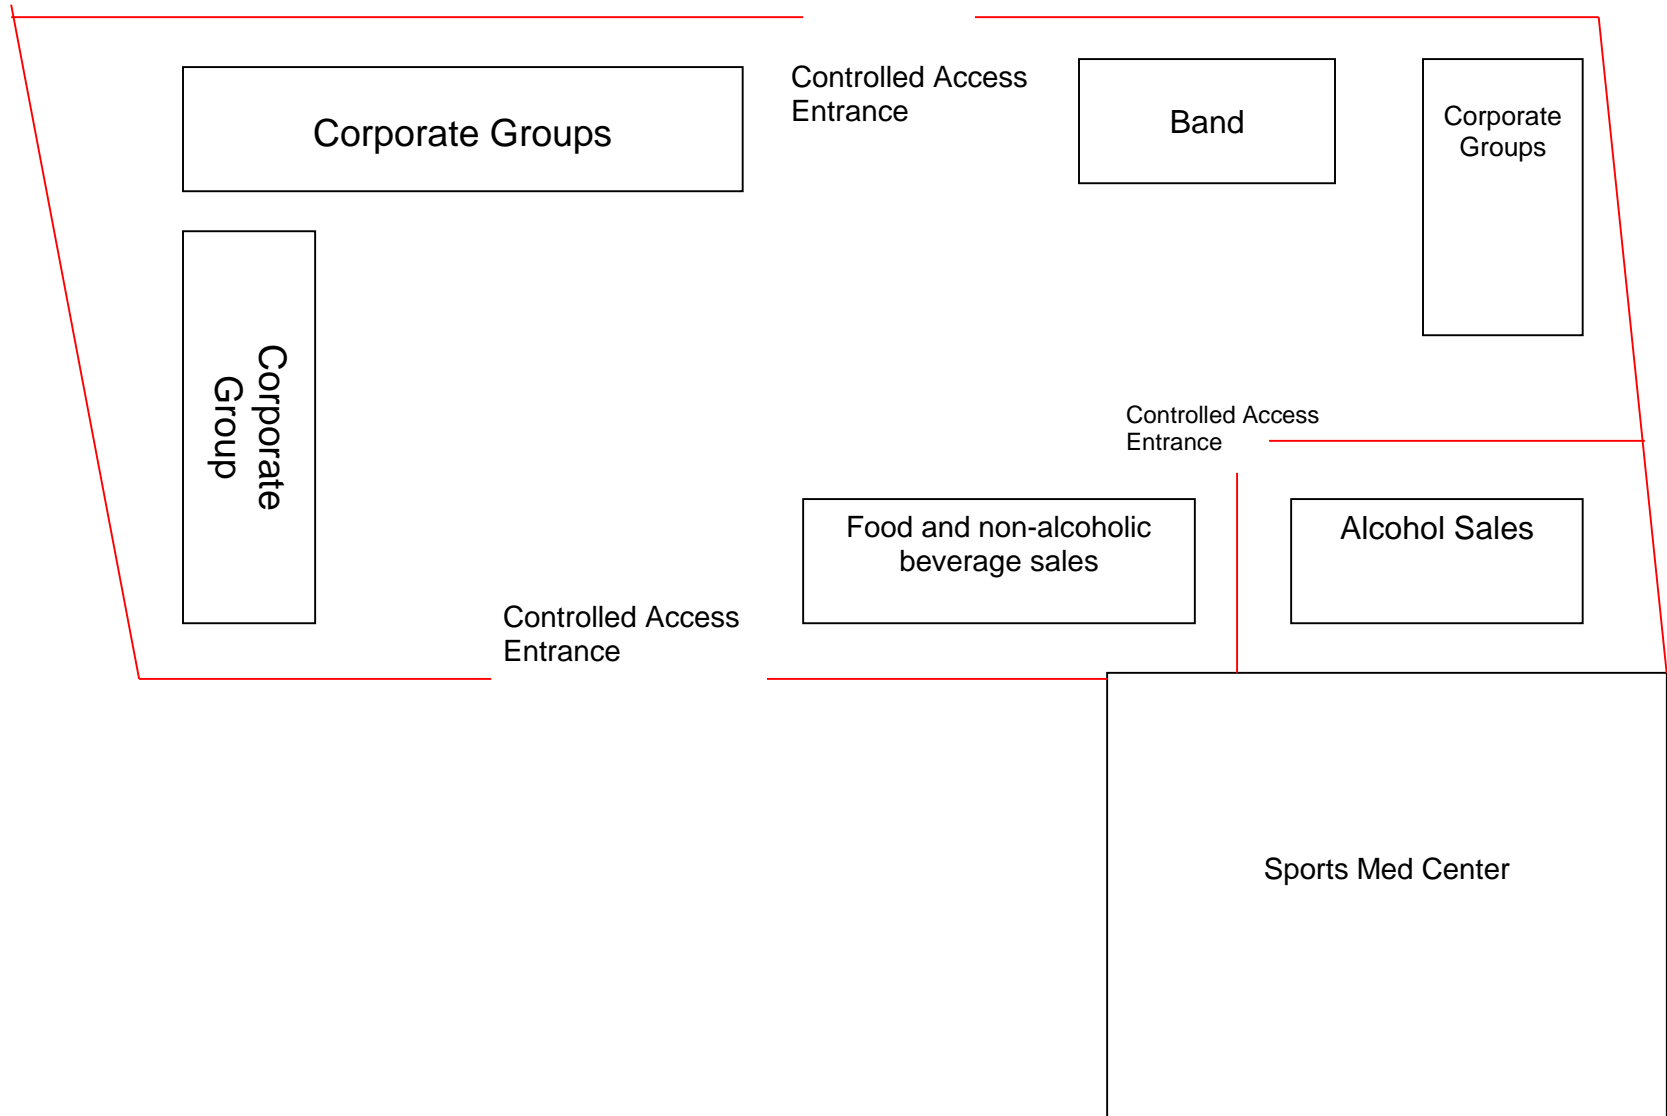 Controlled Access
Entrance
Corporate Groups
Band
Corporate
Groups
Corporate
Group
Controlled Access
Entrance
Food and non-alcoholic
beverage sales
Alcohol Sales
Controlled Access
Entrance
Sports Med Center